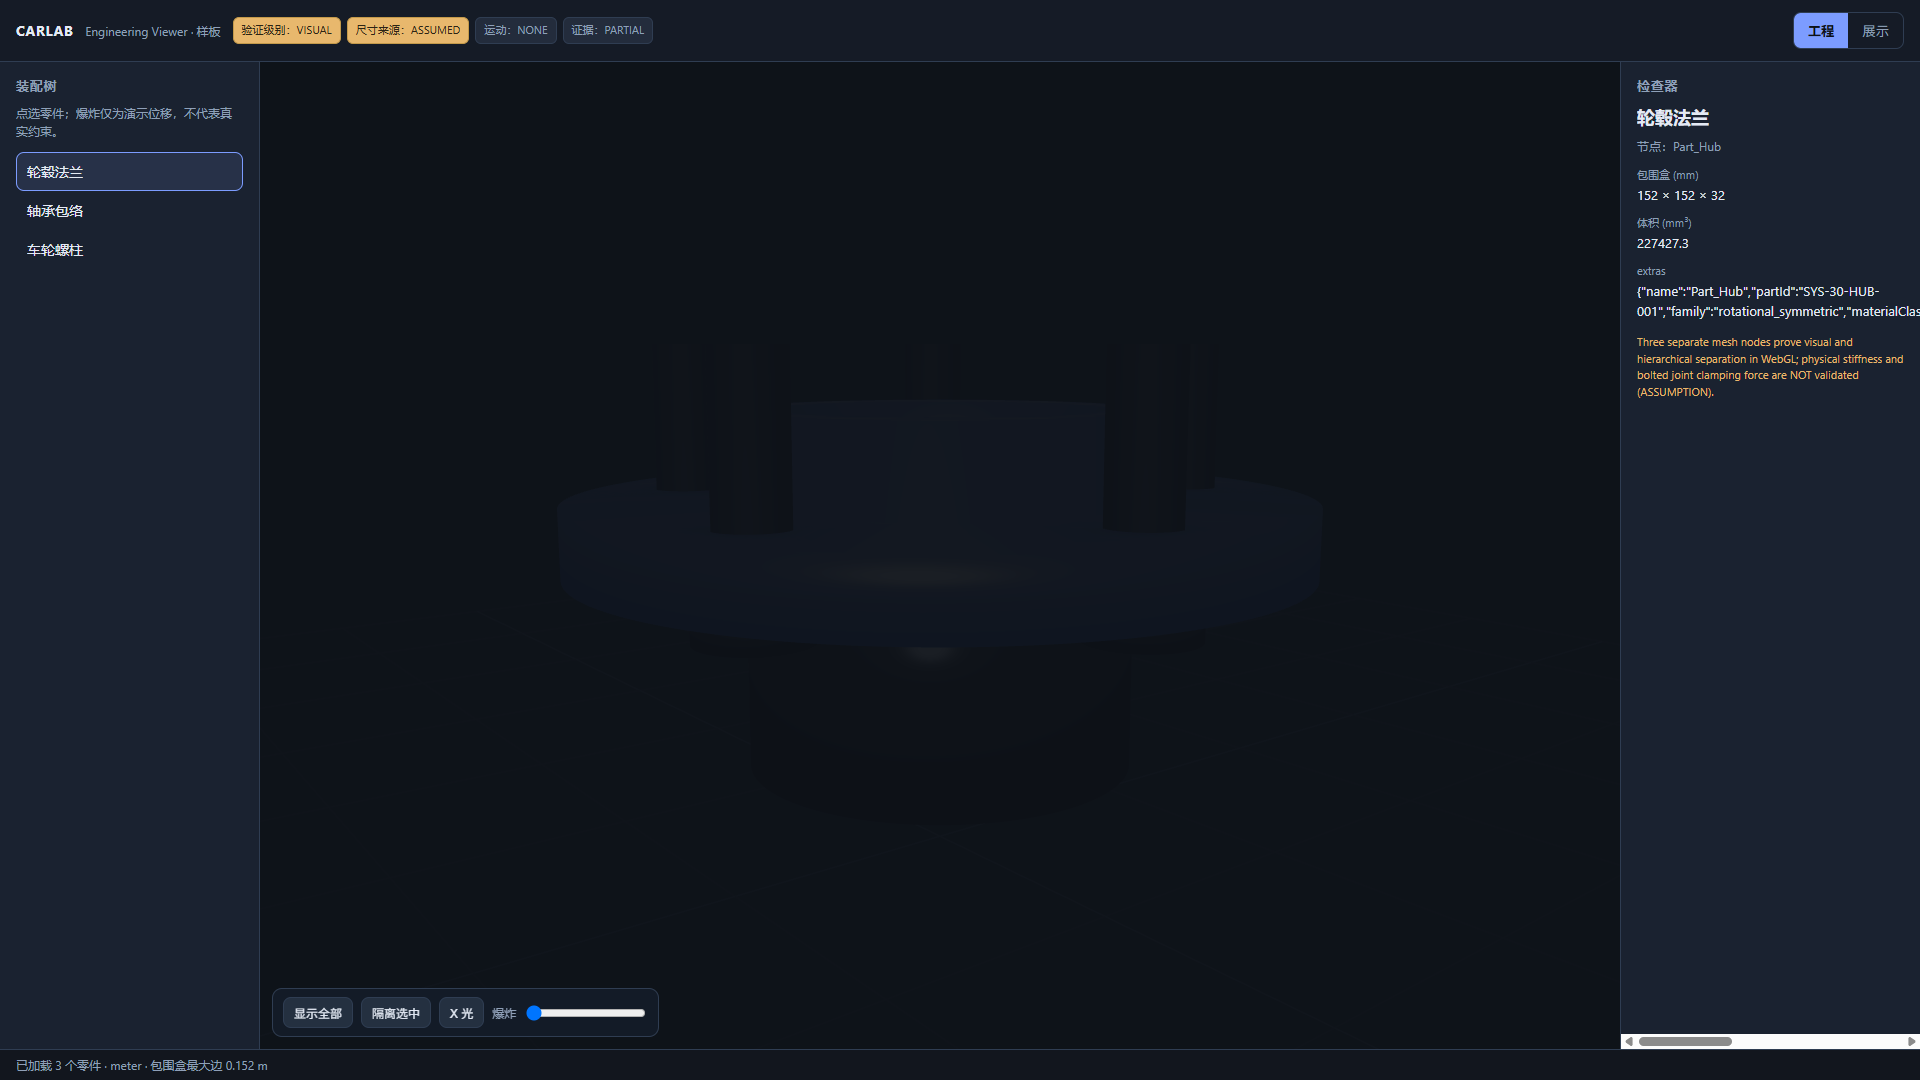 CARLAB Engineering Viewer · 样板 验证级别：VISUAL 尺寸来源：ASSUMED 运动：NONE 证据：PARTIAL 工程 展示
装配树
点选零件；爆炸仅为演示位移，不代表真
实约束。
轮毂法兰
轴承包络
车轮螺柱
检查器
轮毂法兰
节点：Part_Hub
包围盒 (mm)
152 × 152 × 32
体积 (mm³)
227427.3
extras
{"name":"Part_Hub","partId":"SYS-30-HUB-
001","family":"rotational_symmetric","materialClas
Three separate mesh nodes prove visual and
hierarchical separation in WebGL; physical stiffness and
bolted joint clamping force are NOT validated
(ASSUMPTION).
显示全部 隔离选中 X 光 爆炸
已加载 3 个零件 · meter · 包围盒最大边 0.152 m